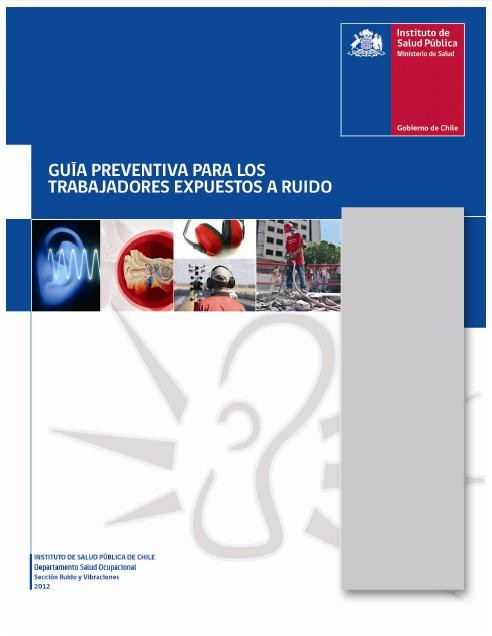 Instituto de
Salud Pública
Ministerio de Salud
Gobierno de Chile
GUÍA PREVENTIVA PARA LOS
TRABAJADORES EXPUESTOS A RUIDO
INSTITUTO DE SALUD PÚBLICA DE CHILE
Departamento Salud Ocupacional
Sección Ruido y Vibraciones
2012